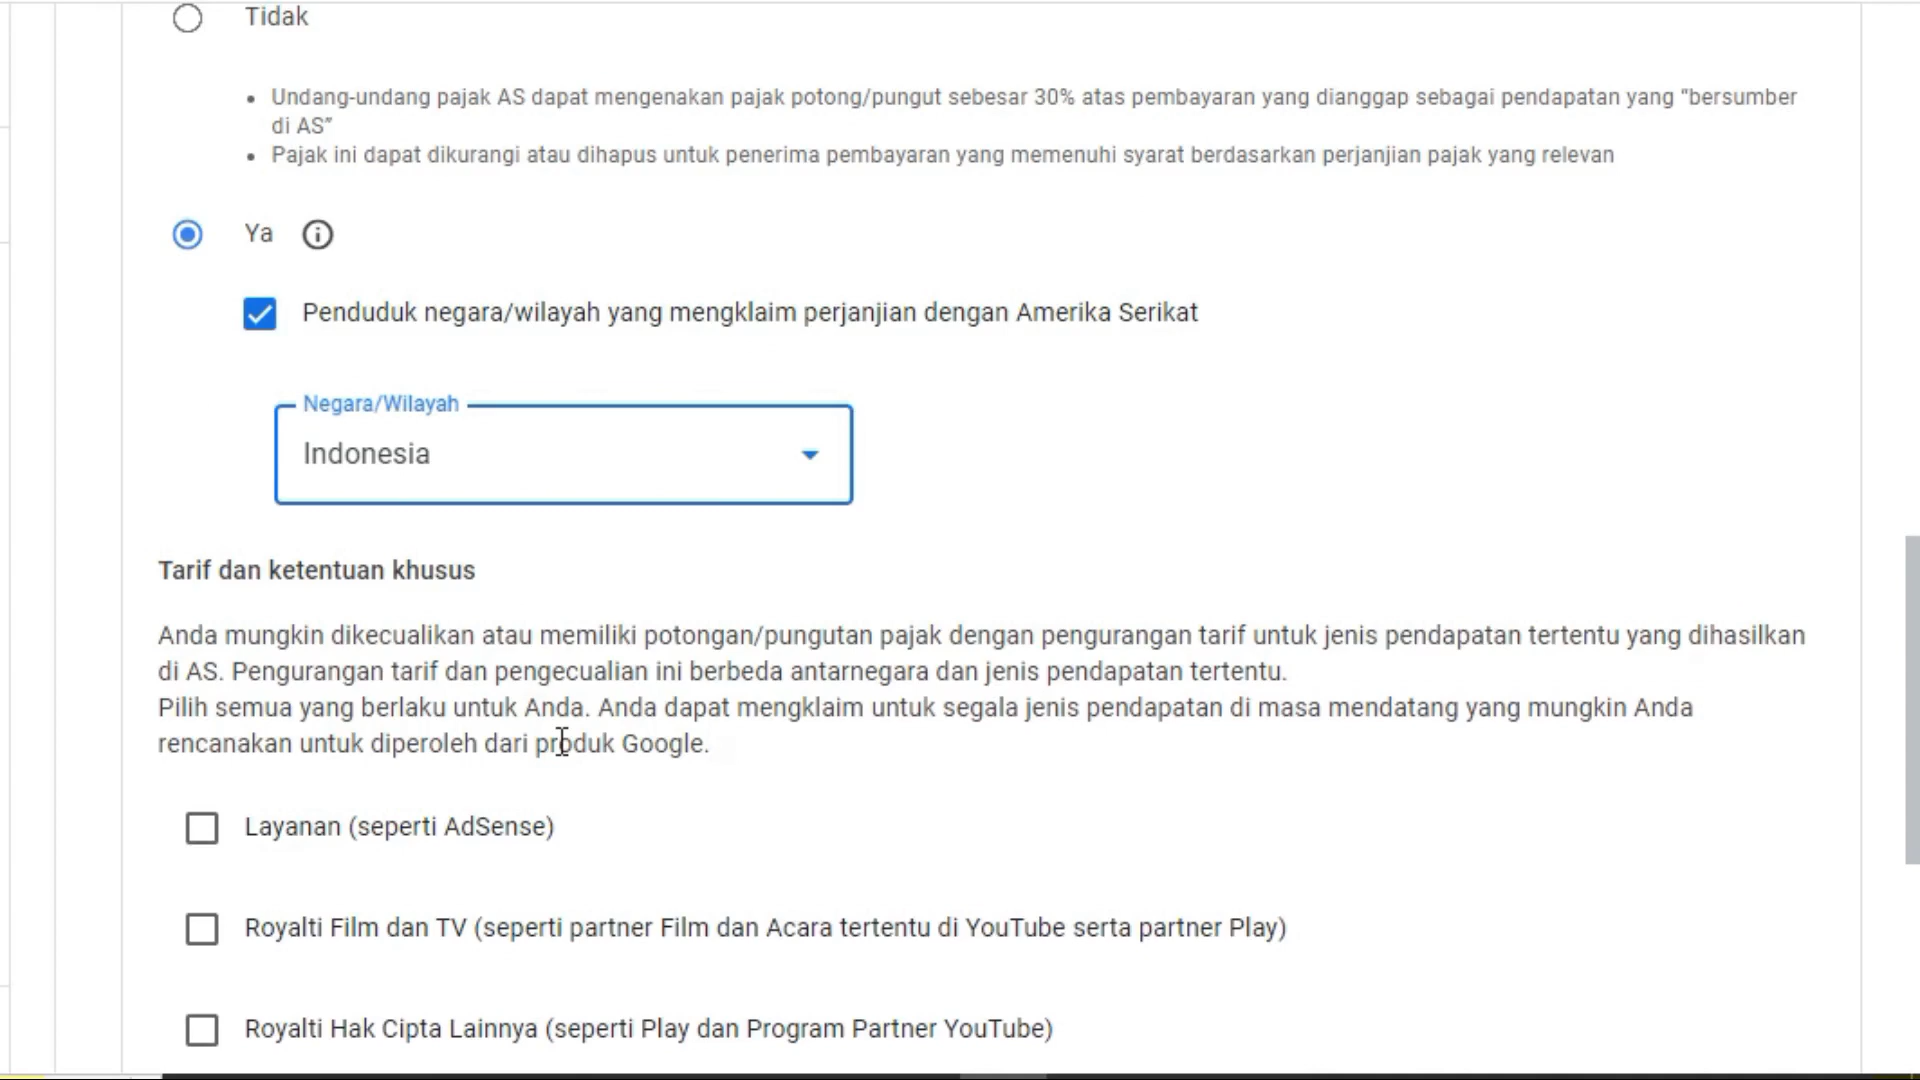 Tidak
Undang-undang pajak AS dapat mengenakan pajak potong/pungut sebesar 30% atas pembayaran yang dianggap sebagai pendapatan yang “bersumber
di AS”
Pajak ini dapat dikurangi atau dihapus untuk penerima pembayaran yang memenuhi syarat berdasarkan perjanjian pajak yang relevan
Ya
Penduduk negara/wilayah yang mengklaim perjanjian dengan Amerika Serikat
Negara/Wilayah
Indonesia
Tarif dan ketentuan khusus
Anda mungkin dikecualikan atau memiliki potongan/pungutan pajak dengan pengurangan tarif untuk jenis pendapatan tertentu yang dihasilkan
di AS. Pengurangan tarif dan pengecualian ini berbeda antarnegara dan jenis pendapatan tertentu.
Pilih semua yang berlaku untuk Anda. Anda dapat mengklaim untuk segala jenis pendapatan di masa mendatang yang mungkin Anda
rencanakan untuk diperoleh dari produk Google.
Layanan (seperti AdSense)
Royalti Film dan TV (seperti partner Film dan Acara tertentu di YouTube serta partner Play)
Royalti Hak Cipta Lainnya (seperti Play dan Program Partner YouTube)